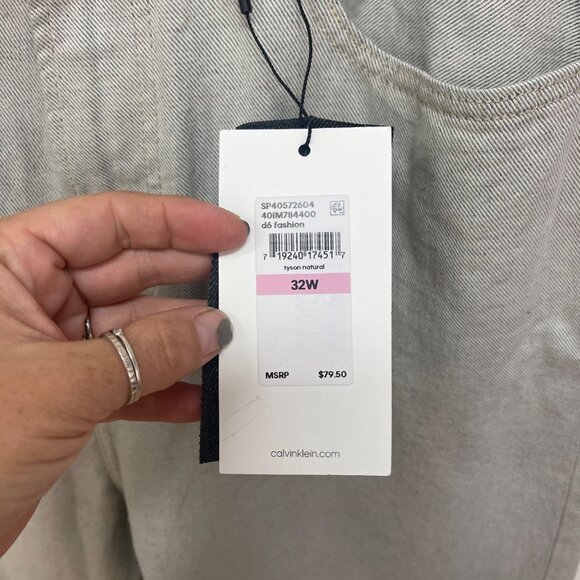 SP40572604
40IM784400
d6 fashion
7 19240 17451 7
tyson natural
32W
MSRP $79.50
calvinklein.com